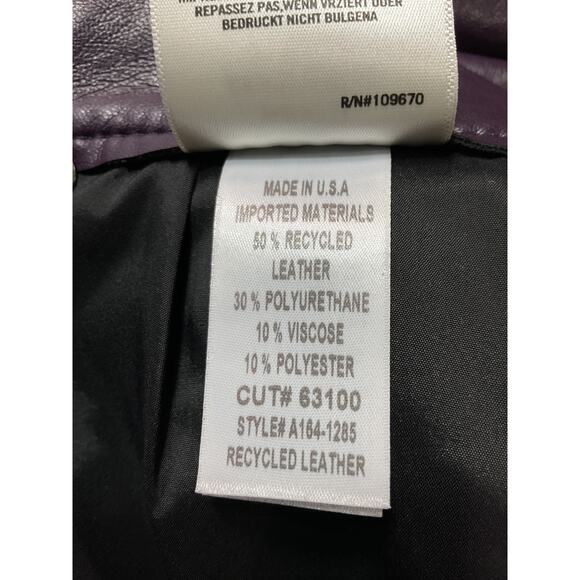 REPASSEZ PAS,WENN VRZIERT ODER
BEDRUCKT NICHT BULGENA
R/N#109670
MADE IN U.S.A
IMPORTED MATERIALS
50 % RECYCLED
LEATHER
30 % POLYURETHANE
10 % VISCOSE
10 % POLYESTER
CUT# 63100
STYLE# A164-1285
RECYCLED LEATHER